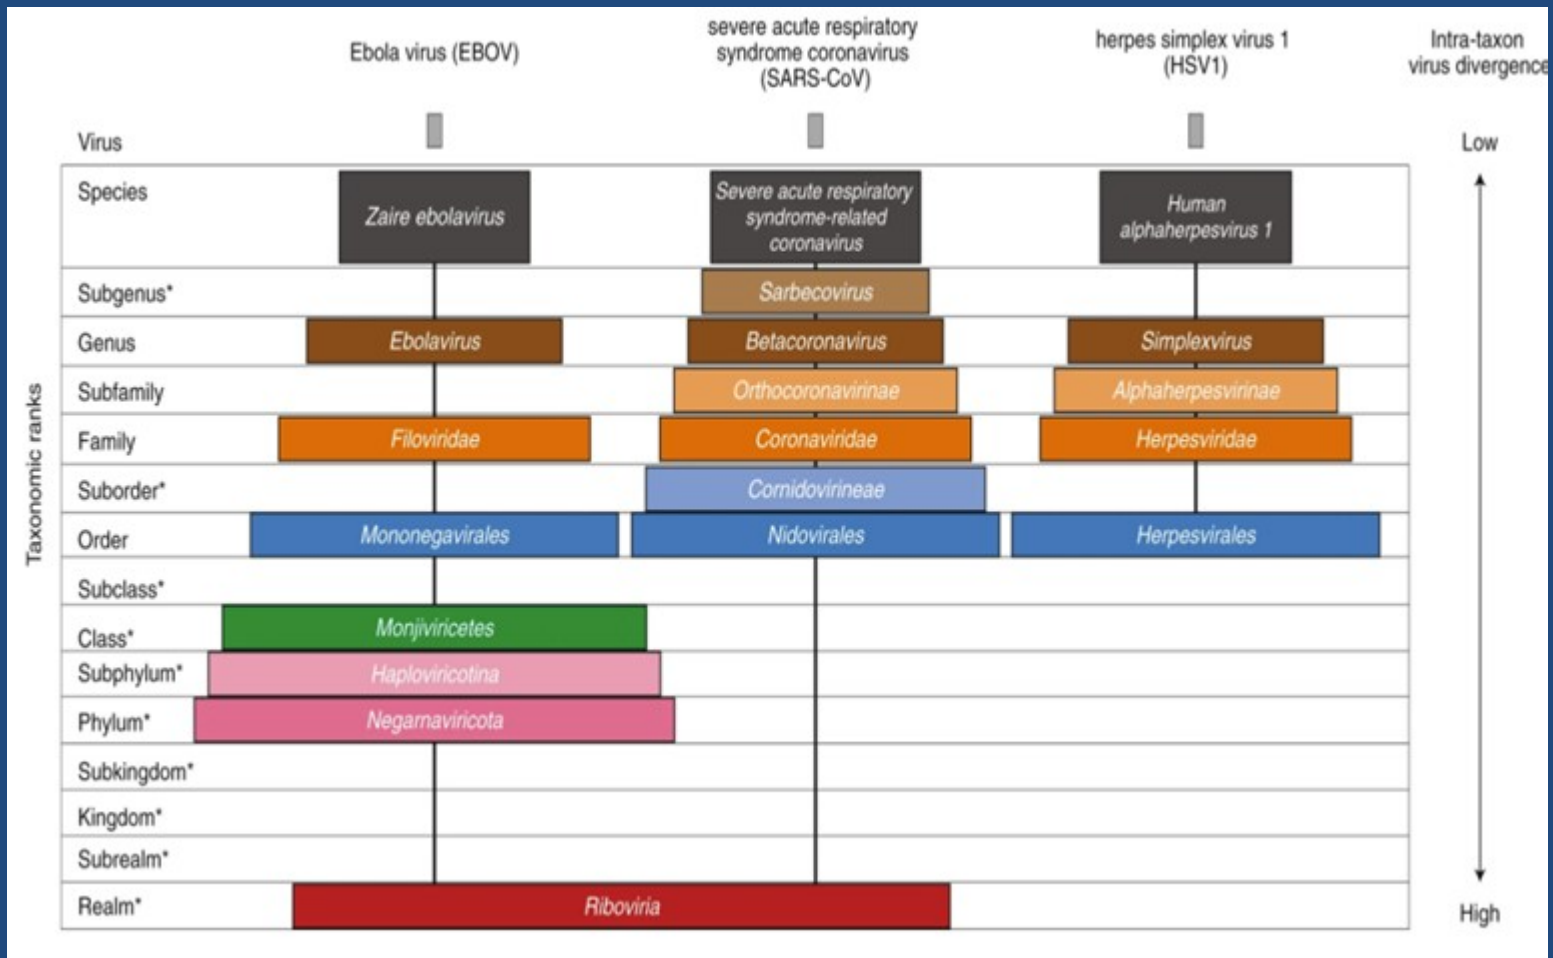 Ebola virus (EBOV)
severe acute respiratory
syndrome coronavirus
(SARS-CoV)
herpes simplex virus 1
(HSV1)
Intra-taxon
virus divergence
Virus
Low
Species
Zaire ebolavirus
Severe acute respiratory
syndrome-related
coronavirus
Human
alphaherpesvirus 1
Subgenus*
Sarbecovirus
Genus
Ebolavirus
Betacoronavirus
Simplexvirus
Subfamily
Orthocoronavirinae
Alphaherpesvirinae
Family
Filoviridae
Coronaviridae
Herpesviridae
Suborder*
Cornidovirineae
Order
Mononegavirales
Nidovirales
Herpesvirales
Subclass*
Class*
Monjiviricetes
Subphylum*
Haploviricotina
Phylum*
Negarnaviricota
Subkingdom*
Kingdom*
Subrealm*
Realm*
Riboviria
High
Taxonomic ranks